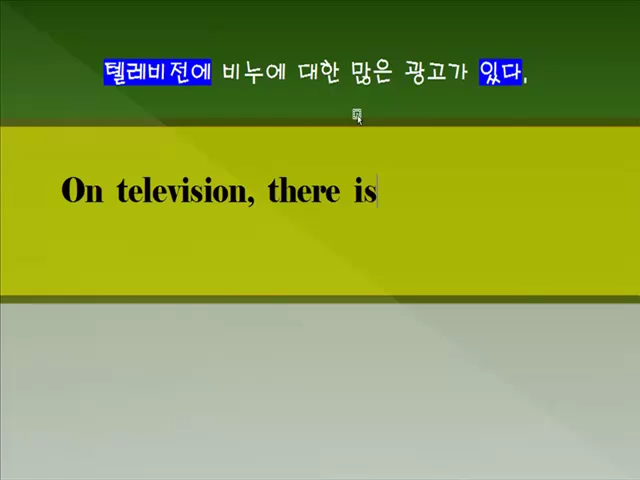 텔레비전에 비누에 대한 많은 광고가 있다.
On television, there is